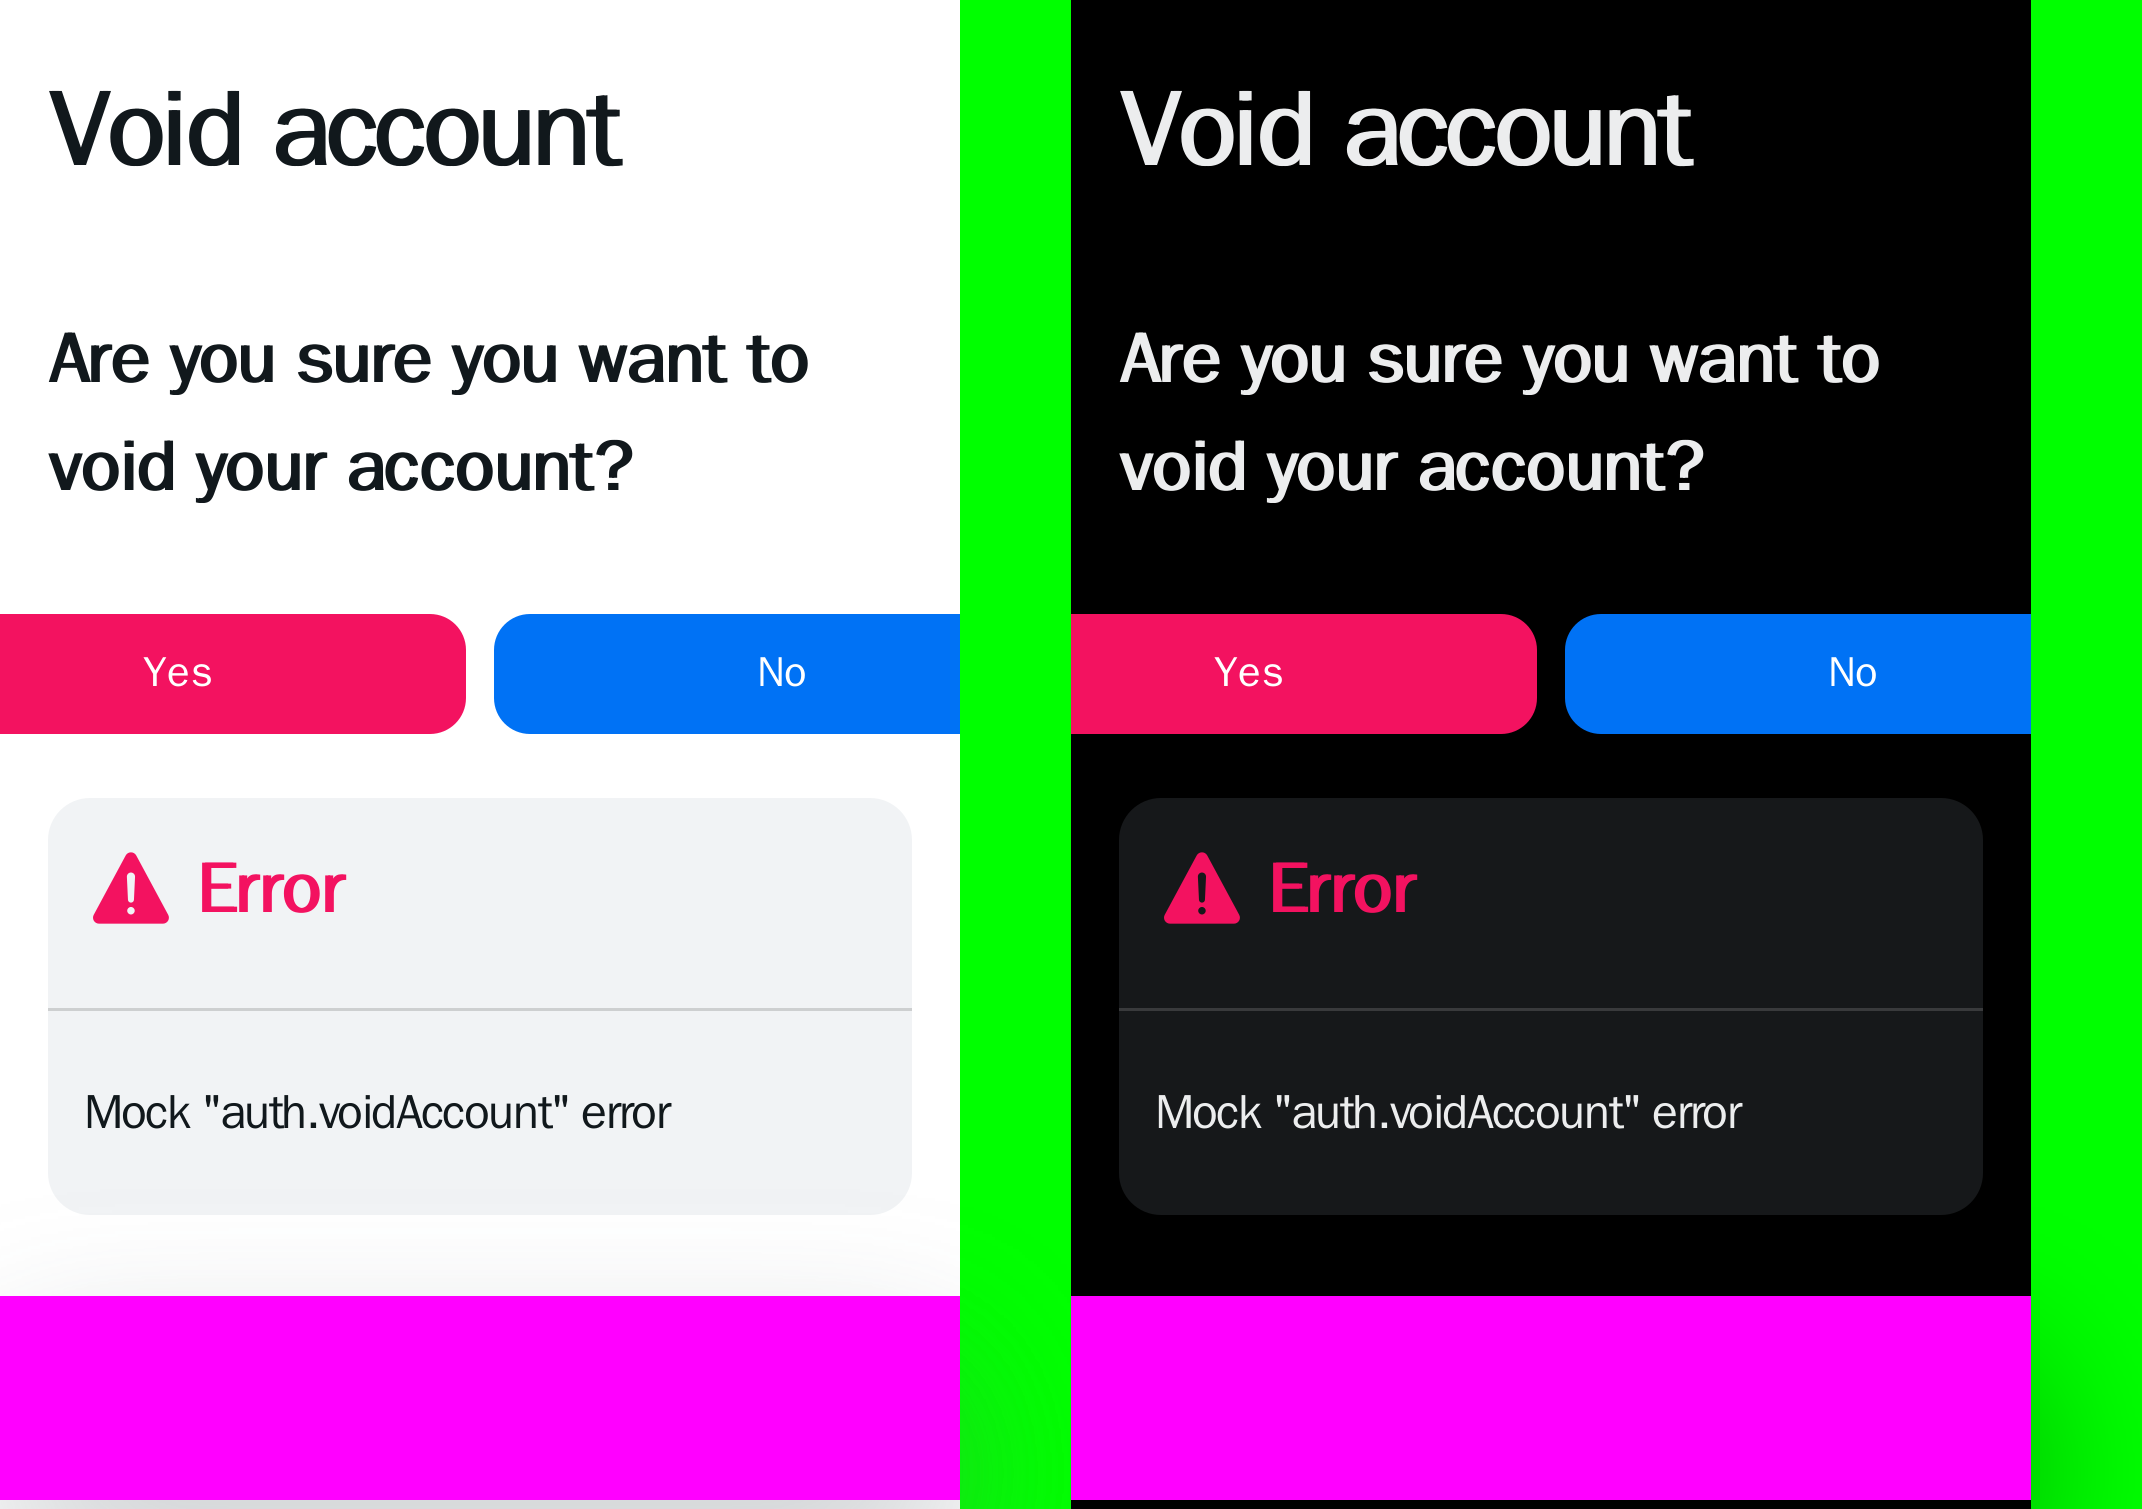 Void account
Are you sure you want to
void your account?
Yes No
Error
Mock "auth.voidAccount" error
Void account
Are you sure you want to
void your account?
Yes No
Error
Mock "auth.voidAccount" error